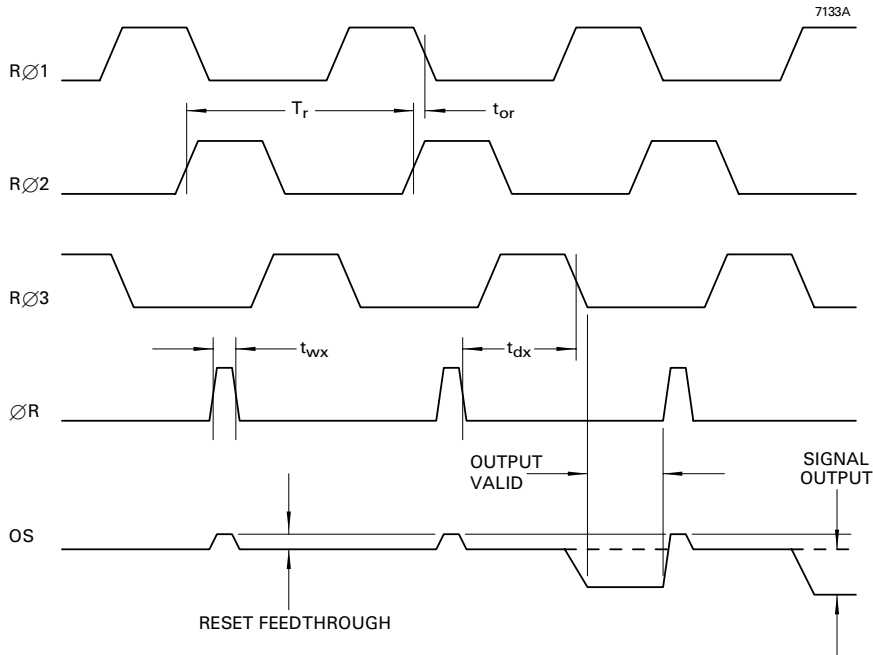 7133A
RØ1
Tr
tor
RØ2
RØ3
twx
tdx
ØR
OUTPUT
VALID
SIGNAL
OUTPUT
OS
RESET FEEDTHROUGH